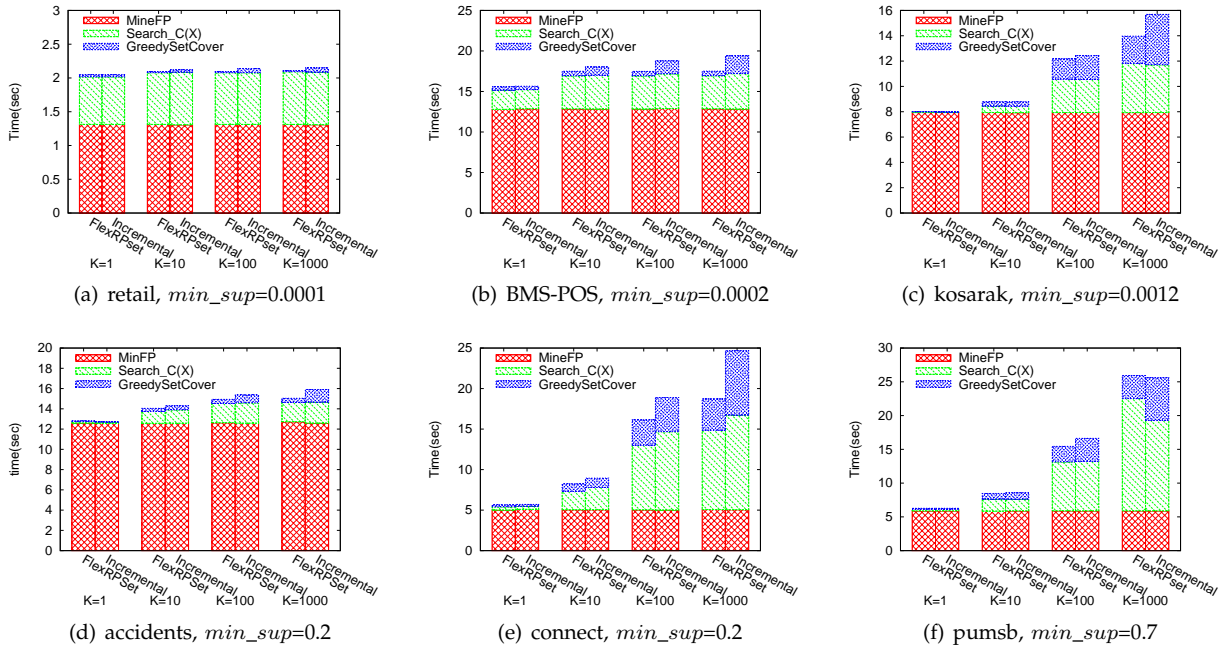 3
2.5
2
1.5
1
0.5
0
Time(sec)
MineFP
Search_C(X)
GreedySetCover
FlexRPset Incremental FlexRPset Incremental FlexRPset Incremental FlexRPset Incremental
K=1 K=10 K=100 K=1000
(a) retail, min_sup=0.0001
25
20
15
10
5
0
Time(sec)
MineFP
Search_C(X)
GreedySetCover
FlexRPset Incremental FlexRPset Incremental FlexRPset Incremental FlexRPset Incremental
K=1 K=10 K=100 K=1000
(b) BMS-POS, min_sup=0.0002
16
14
12
10
8
6
4
2
0
Time(sec)
MineFP
Search_C(X)
GreedySetCover
FlexRPset Incremental FlexRPset Incremental FlexRPset Incremental FlexRPset Incremental
K=1 K=10 K=100 K=1000
(c) kosarak, min_sup=0.0012
20
18
16
14
12
10
8
6
4
2
0
time(sec)
MinFP
Search_C(X)
GreedySetCover
FlexRPSet Incremental FlexRPSet Incremental FlexRPSet Incremental FlexRPSet Incremental
K=1 K=10 K=100 K=1000
(d) accidents, min_sup=0.2
25
20
15
10
5
0
Time(sec)
MineFP
Search_C(X)
GreedySetCover
FlexRPset Incremental FlexRPset Incremental FlexRPset Incremental FlexRPset Incremental
K=1 K=10 K=100 K=1000
(e) connect, min_sup=0.2
30
25
20
15
10
5
0
Time(sec)
MineFP
Search_C(X)
GreedySetCover
FlexRPset Incremental FlexRPset Incremental FlexRPset Incremental FlexRPset Incremental
K=1 K=10 K=100 K=1000
(f) pumsb, min_sup=0.7